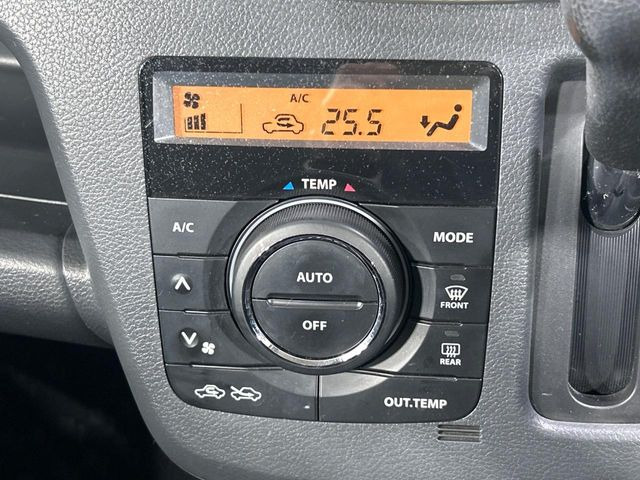 A/C
25.5
TEMP
A/C
MODE
AUTO
OFF
FRONT
REAR
OUT.TEMP